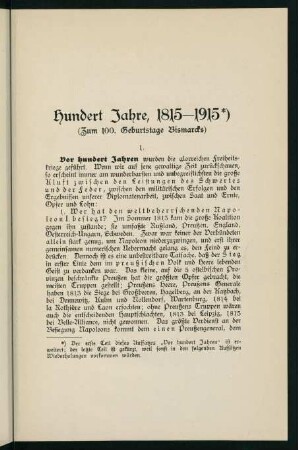 Hundert Jahre, 1815—1915*)
(Zum 100. Geburtstage Bismarcks)
1.
Vor hundert Jahren wurden die glorreichen Freiheits-
kriege geführt. Wenn wir auf jene gewaltige Zeit zurückschauen,
so erscheint immer am wunderbarsten und unbegreiflichsten die große
Kluft zwischen den Leistungen des Schwertes
und der Feder, zwischen den militärischen Erfolgen und den
Ergebnissen unserer Diplomatenarbeit, zwischen Saat und Ernte,
Opfer und Lohn:
1. Wer hat den weltbeherrschenden Napo-
leon I. besiegt? Im Sommer 1813 kam die große Koalition
gegen ihn zustande; sie umfaßte Rußland, Preußen, England,
Oesterreich-Ungarn, Schweden. Zwar war keiner der Verbündeten
allein stark genug, um Napoleon niederzuringen, und erst ihrer
gemeinsamen numerischen Uebermacht gelang es, den Feind zu er-
drücken. Dennoch ist es eine unbestreitbare Tatsache, daß der Sieg
in erster Linie dem im preußischen Volk und Heere lebenden
Geist zu verdanken war. Das kleine, auf die 4 ostelbischen Pro-
vinzen beschränkte Preußen hat die größten Opfer gebracht, die
meisten Truppen gestellt; Preußens Heere, Preußens Generale
haben 1813 die Siege bei Großbeeren, Hagelberg, an der Katzbach,
bei Dennewitz, Kulm und Nollendorf, Wartenburg, 1814 bei
la Rothière und Laon erfochten; ohne Preußens Truppen wären
auch die entscheidenden Hauptschlachten, 1813 bei Leipzig, 1815
bei Belle-Alliance, nicht gewonnen. Das größte Verdienst an der
Besiegung Napoleons kommt dem einen Preußengeneral, dem
*) Der erste Teil dieses Aufsatzes „Vor hundert Jahren“ ist er-
weitert, der letzte Teil ist gekürzt, weil sonst in den folgenden Aufsätzen
Wiederholungen vorkommen würden.